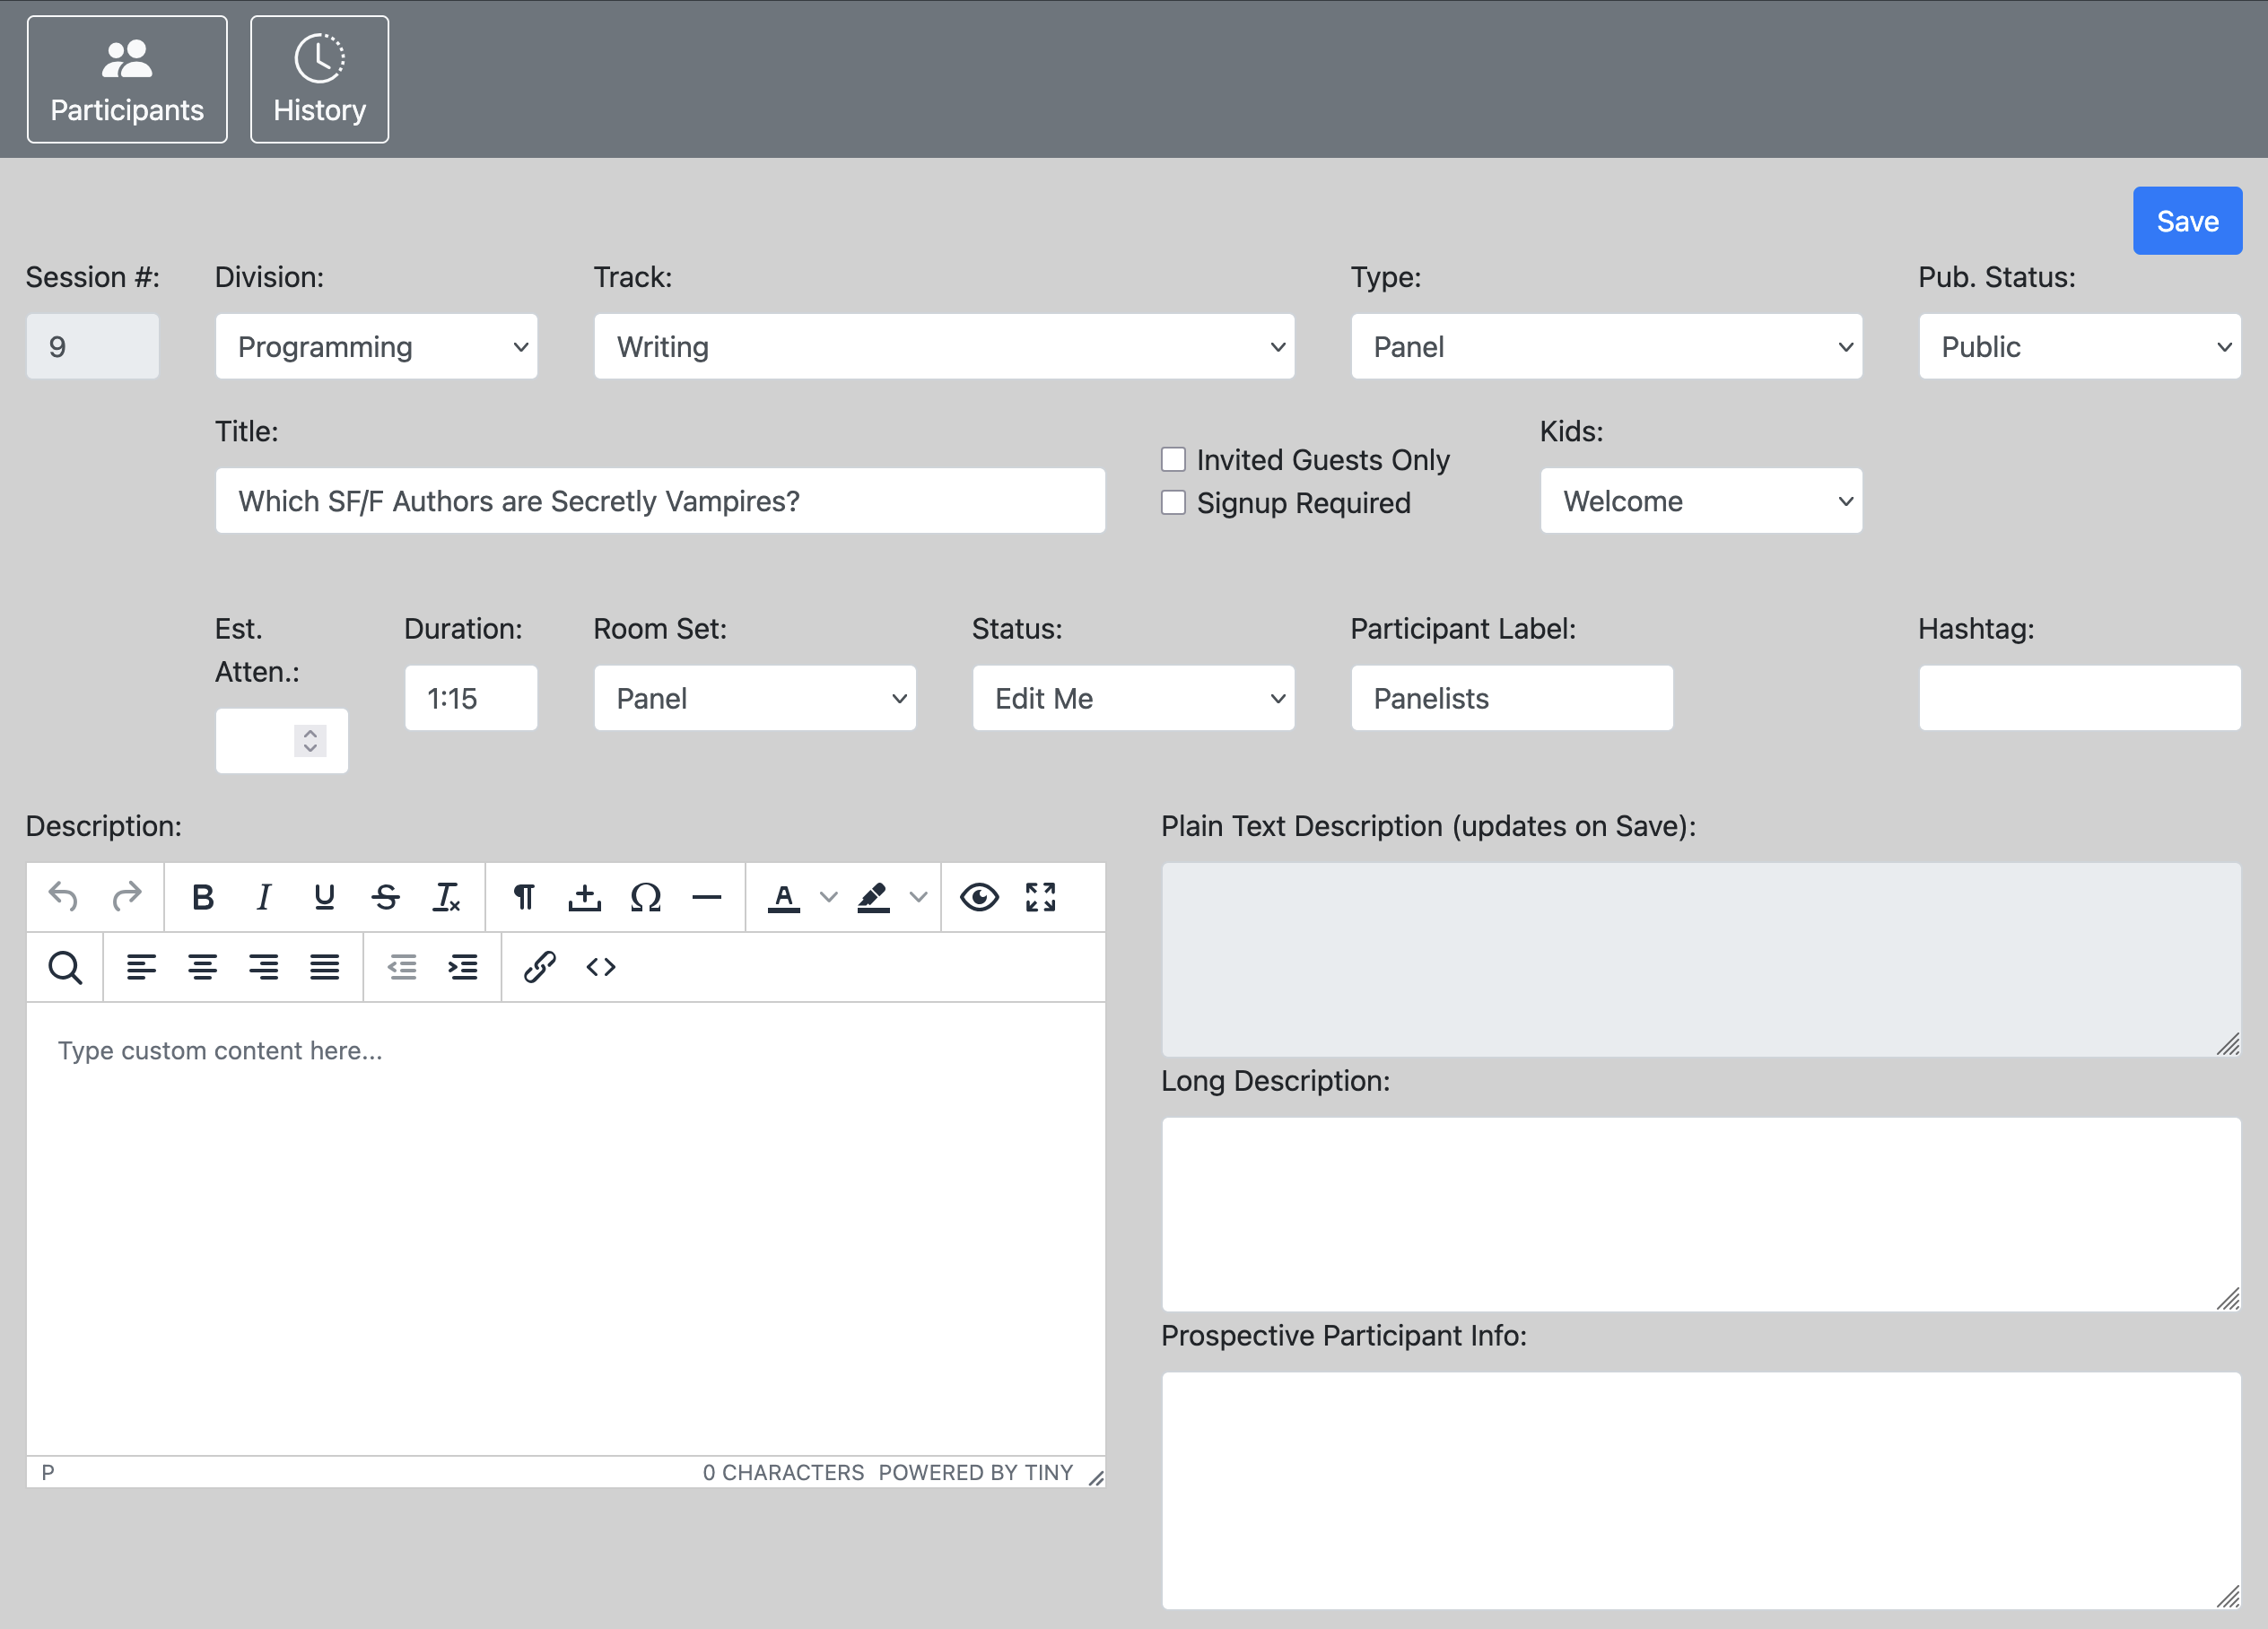 Participants
History
Save
Session #:
Division:
Track:
Type:
Pub. Status:
9
Programming
Writing
Panel
Public
Title:
Kids:
Invited Guests Only
Signup Required
Which SF/F Authors are Secretly Vampires?
Welcome
Est.
Atten.:
Duration:
Room Set:
Status:
Participant Label:
Hashtag:
1:15
Panel
Edit Me
Panelists
Description:
Plain Text Description (updates on Save):
Type custom content here...
Long Description:
Prospective Participant Info:
P
0 CHARACTERS POWERED BY TINY